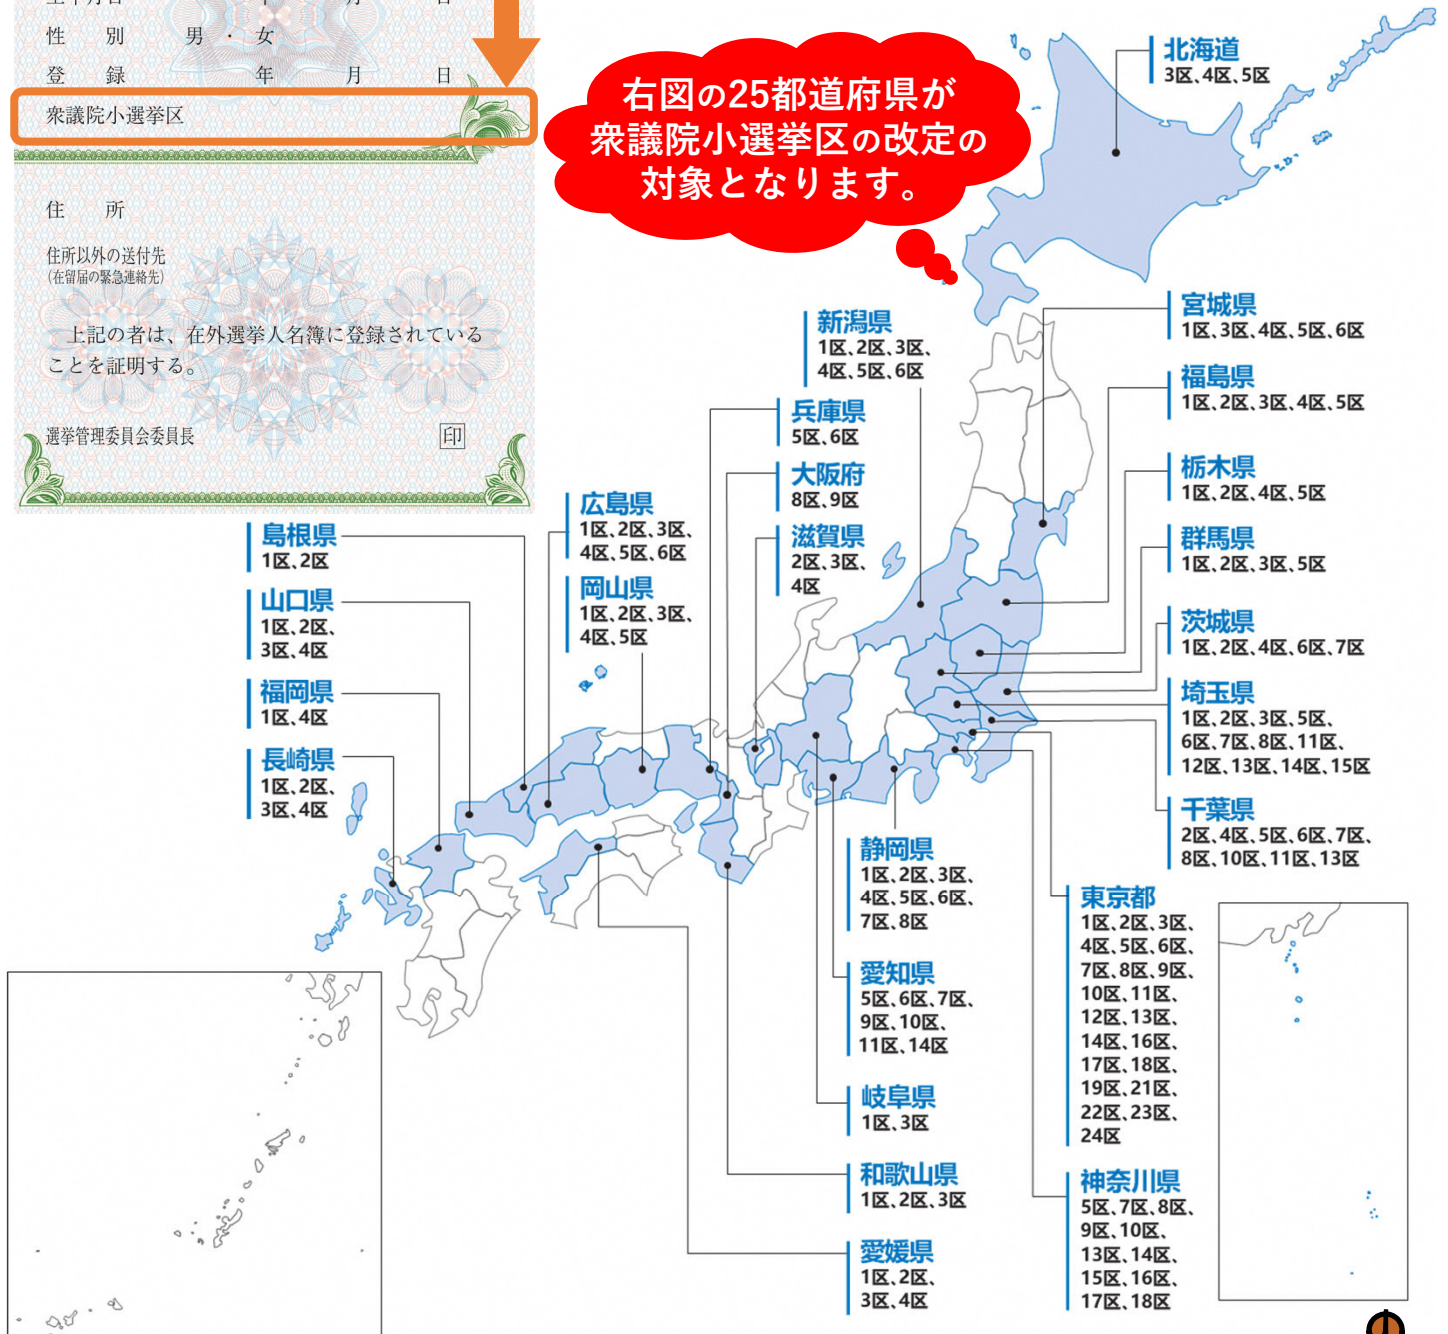 性　別　　男・女
登　録　　　　年　　月　　日
衆議院小選挙区
住　所
住所以外の送付先
(在留届の緊急連絡先)
上記の者は、在外選挙人名簿に登録されている
ことを証明する。
選挙管理委員会委員長
印
右図の25都道府県が
衆議院小選挙区の改定の
対象となります。
北海道
3区、4区、5区
宮城県
1区、3区、4区、5区、6区
福島県
1区、2区、3区、4区、5区
栃木県
1区、2区、4区、5区
群馬県
1区、2区、3区、5区
茨城県
1区、2区、4区、6区、7区
埼玉県
1区、2区、3区、5区、
6区、7区、8区、11区、
12区、13区、14区、15区
千葉県
2区、4区、5区、6区、7区、
8区、10区、11区、13区
東京都
1区、2区、3区、
4区、5区、6区、
7区、8区、9区、
10区、11区、
12区、13区、
14区、16区、
17区、18区、
19区、21区、
22区、23区、
24区
神奈川県
5区、7区、8区、
9区、10区、
13区、14区、
15区、16区、
17区、18区
新潟県
1区、2区、3区、
4区、5区、6区
兵庫県
5区、6区
大阪府
8区、9区
滋賀県
2区、3区、
4区
広島県
1区、2区、3区、
4区、5区、6区
岡山県
1区、2区、3区、
4区、5区
島根県
1区、2区
山口県
1区、2区、
3区、4区
福岡県
1区、4区
長崎県
1区、2区、
3区、4区
静岡県
1区、2区、3区、
4区、5区、6区、
7区、8区
愛知県
5区、6区、7区、
9区、10区、
11区、14区
岐阜県
1区、3区
和歌山県
1区、2区、3区
愛媛県
1区、2区、
3区、4区